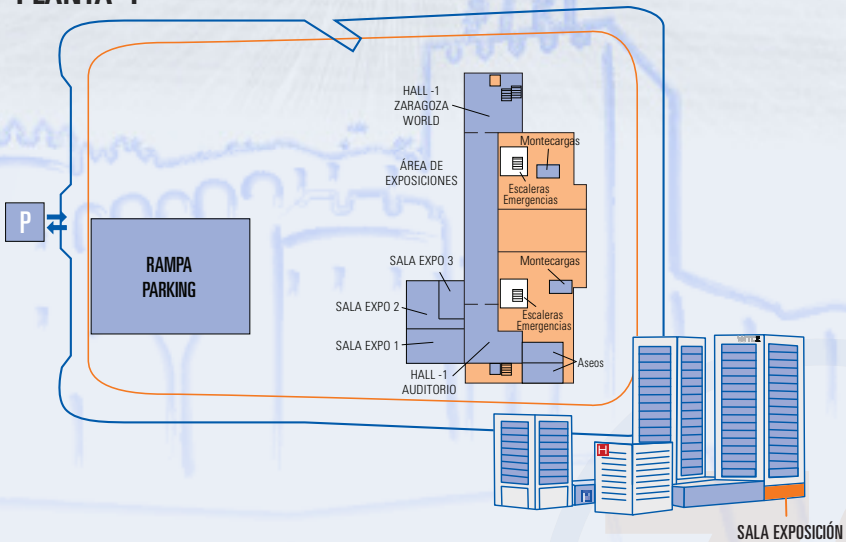 PLANTA -1
HALL -1
ZARAGOZA
WORLD
Montecargas
ÁREA DE
EXPOSICIONES
Escaleras
Emergencias
P
RAMPA
PARKING
SALA EXPO 3
Montecargas
SALA EXPO 2
Escaleras
Emergencias
SALA EXPO 1
Aseos
HALL -1
AUDITORIO
H
H
SALA EXPOSICIÓN